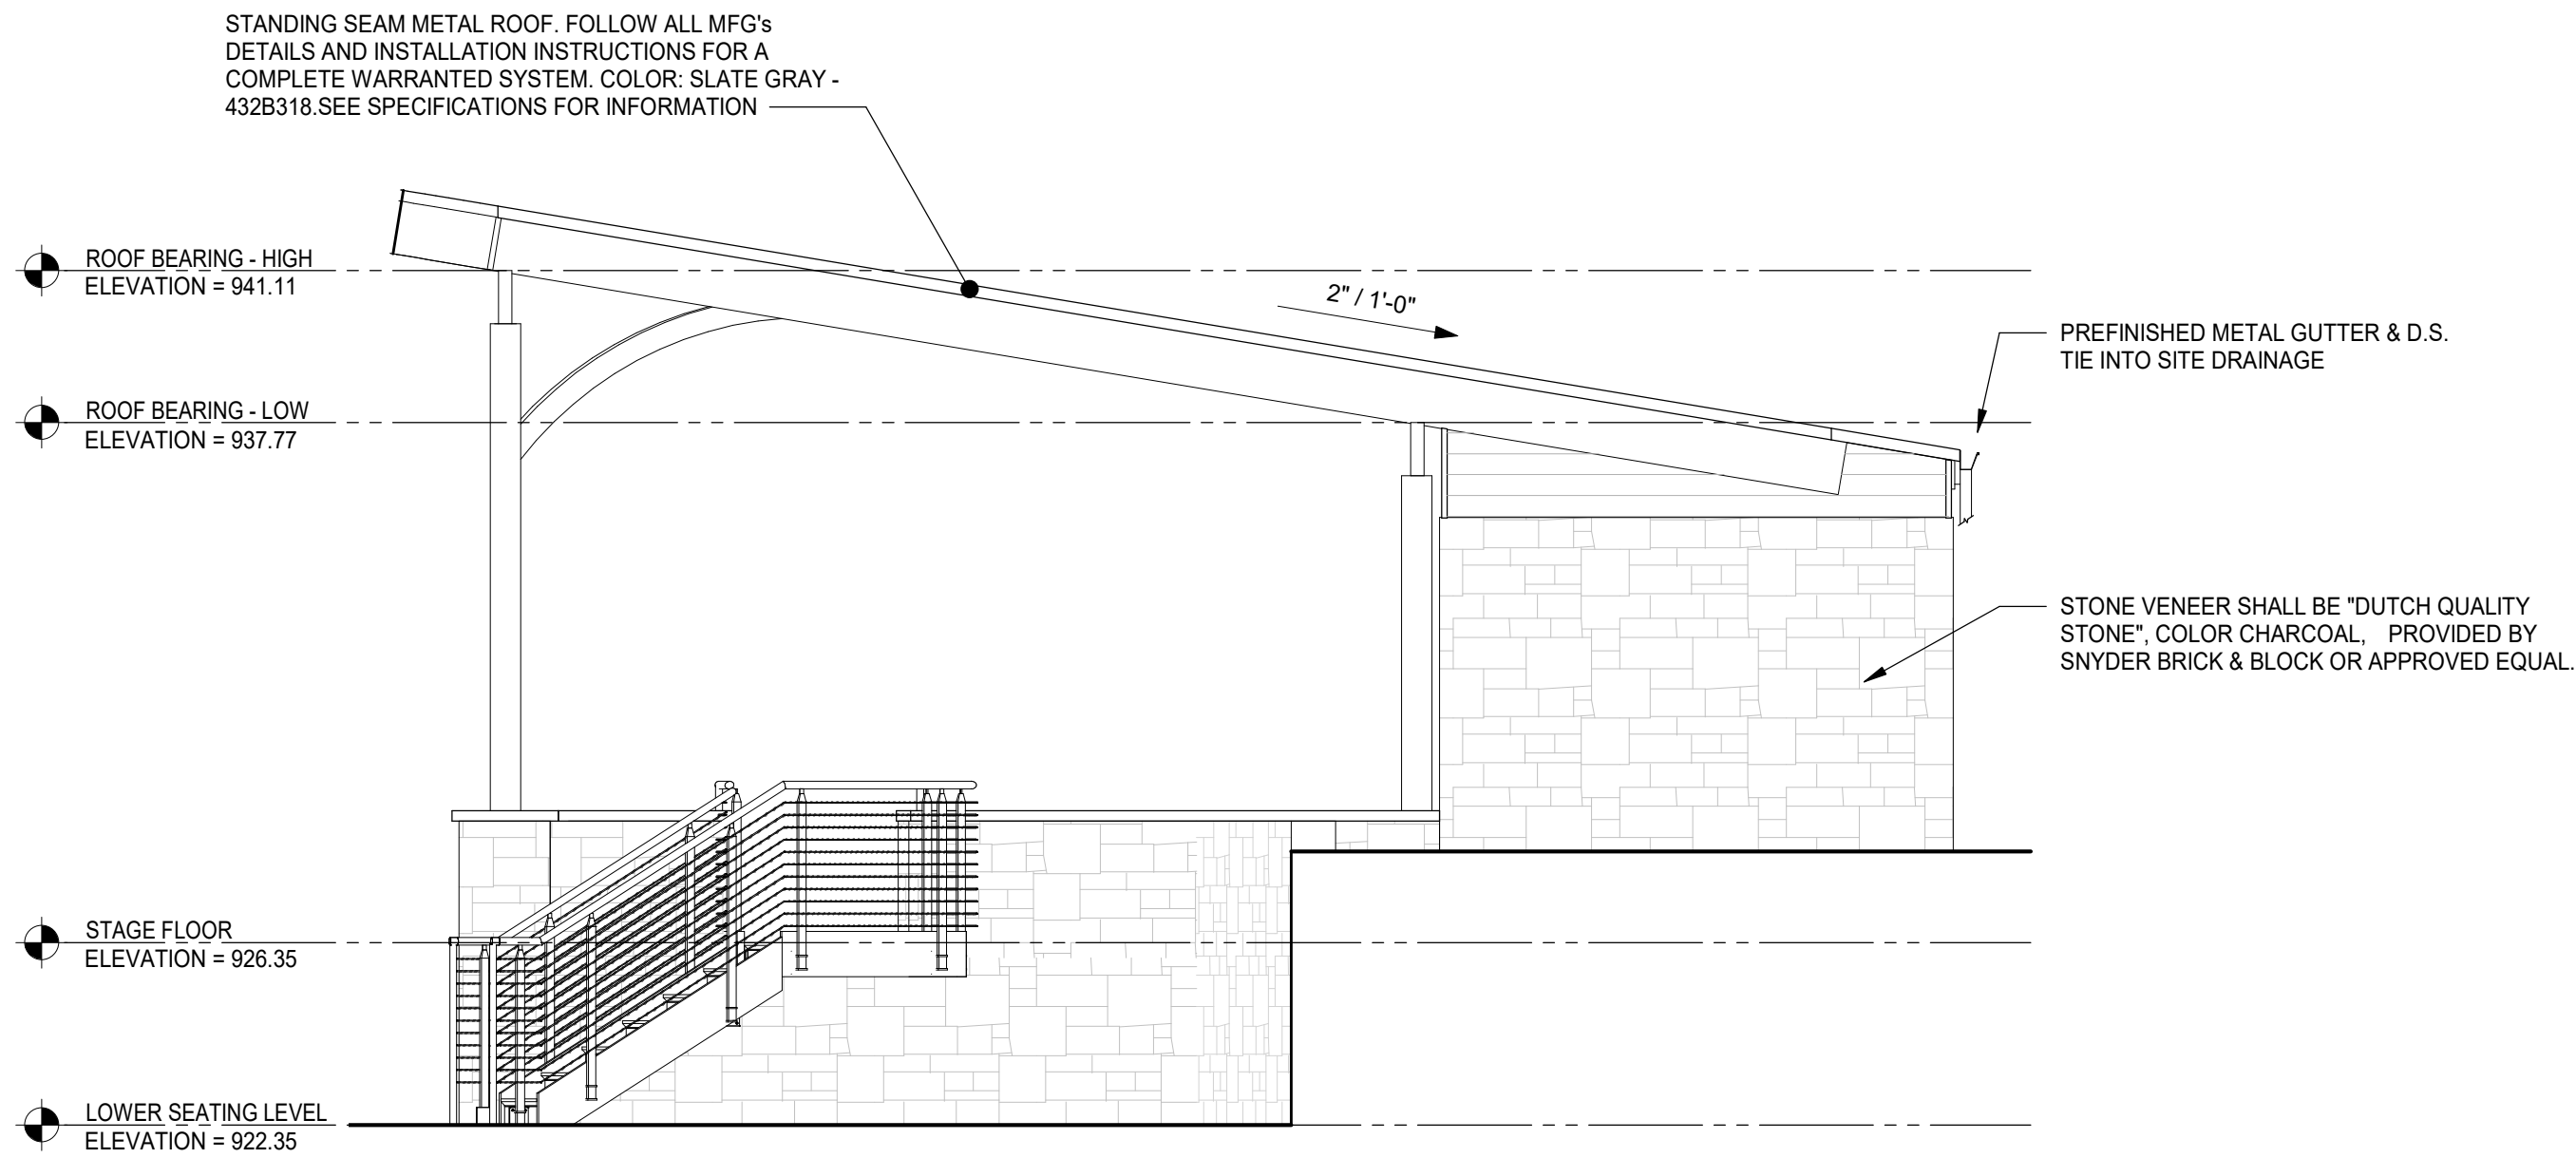 STANDING SEAM METAL ROOF. FOLLOW ALL MFG's
DETAILS AND INSTALLATION INSTRUCTIONS FOR A
COMPLETE WARRANTED SYSTEM. COLOR: SLATE GRAY -
432B318.SEE SPECIFICATIONS FOR INFORMATION
ROOF BEARING - HIGH
ELEVATION = 941.11
2" / 1'-0"
PREFINISHED METAL GUTTER & D.S.
TIE INTO SITE DRAINAGE
ROOF BEARING - LOW
ELEVATION = 937.77
STONE VENEER SHALL BE "DUTCH QUALITY
STONE", COLOR CHARCOAL, PROVIDED BY
SNYDER BRICK & BLOCK OR APPROVED EQUAL.
STAGE FLOOR
ELEVATION = 926.35
LOWER SEATING LEVEL
ELEVATION = 922.35